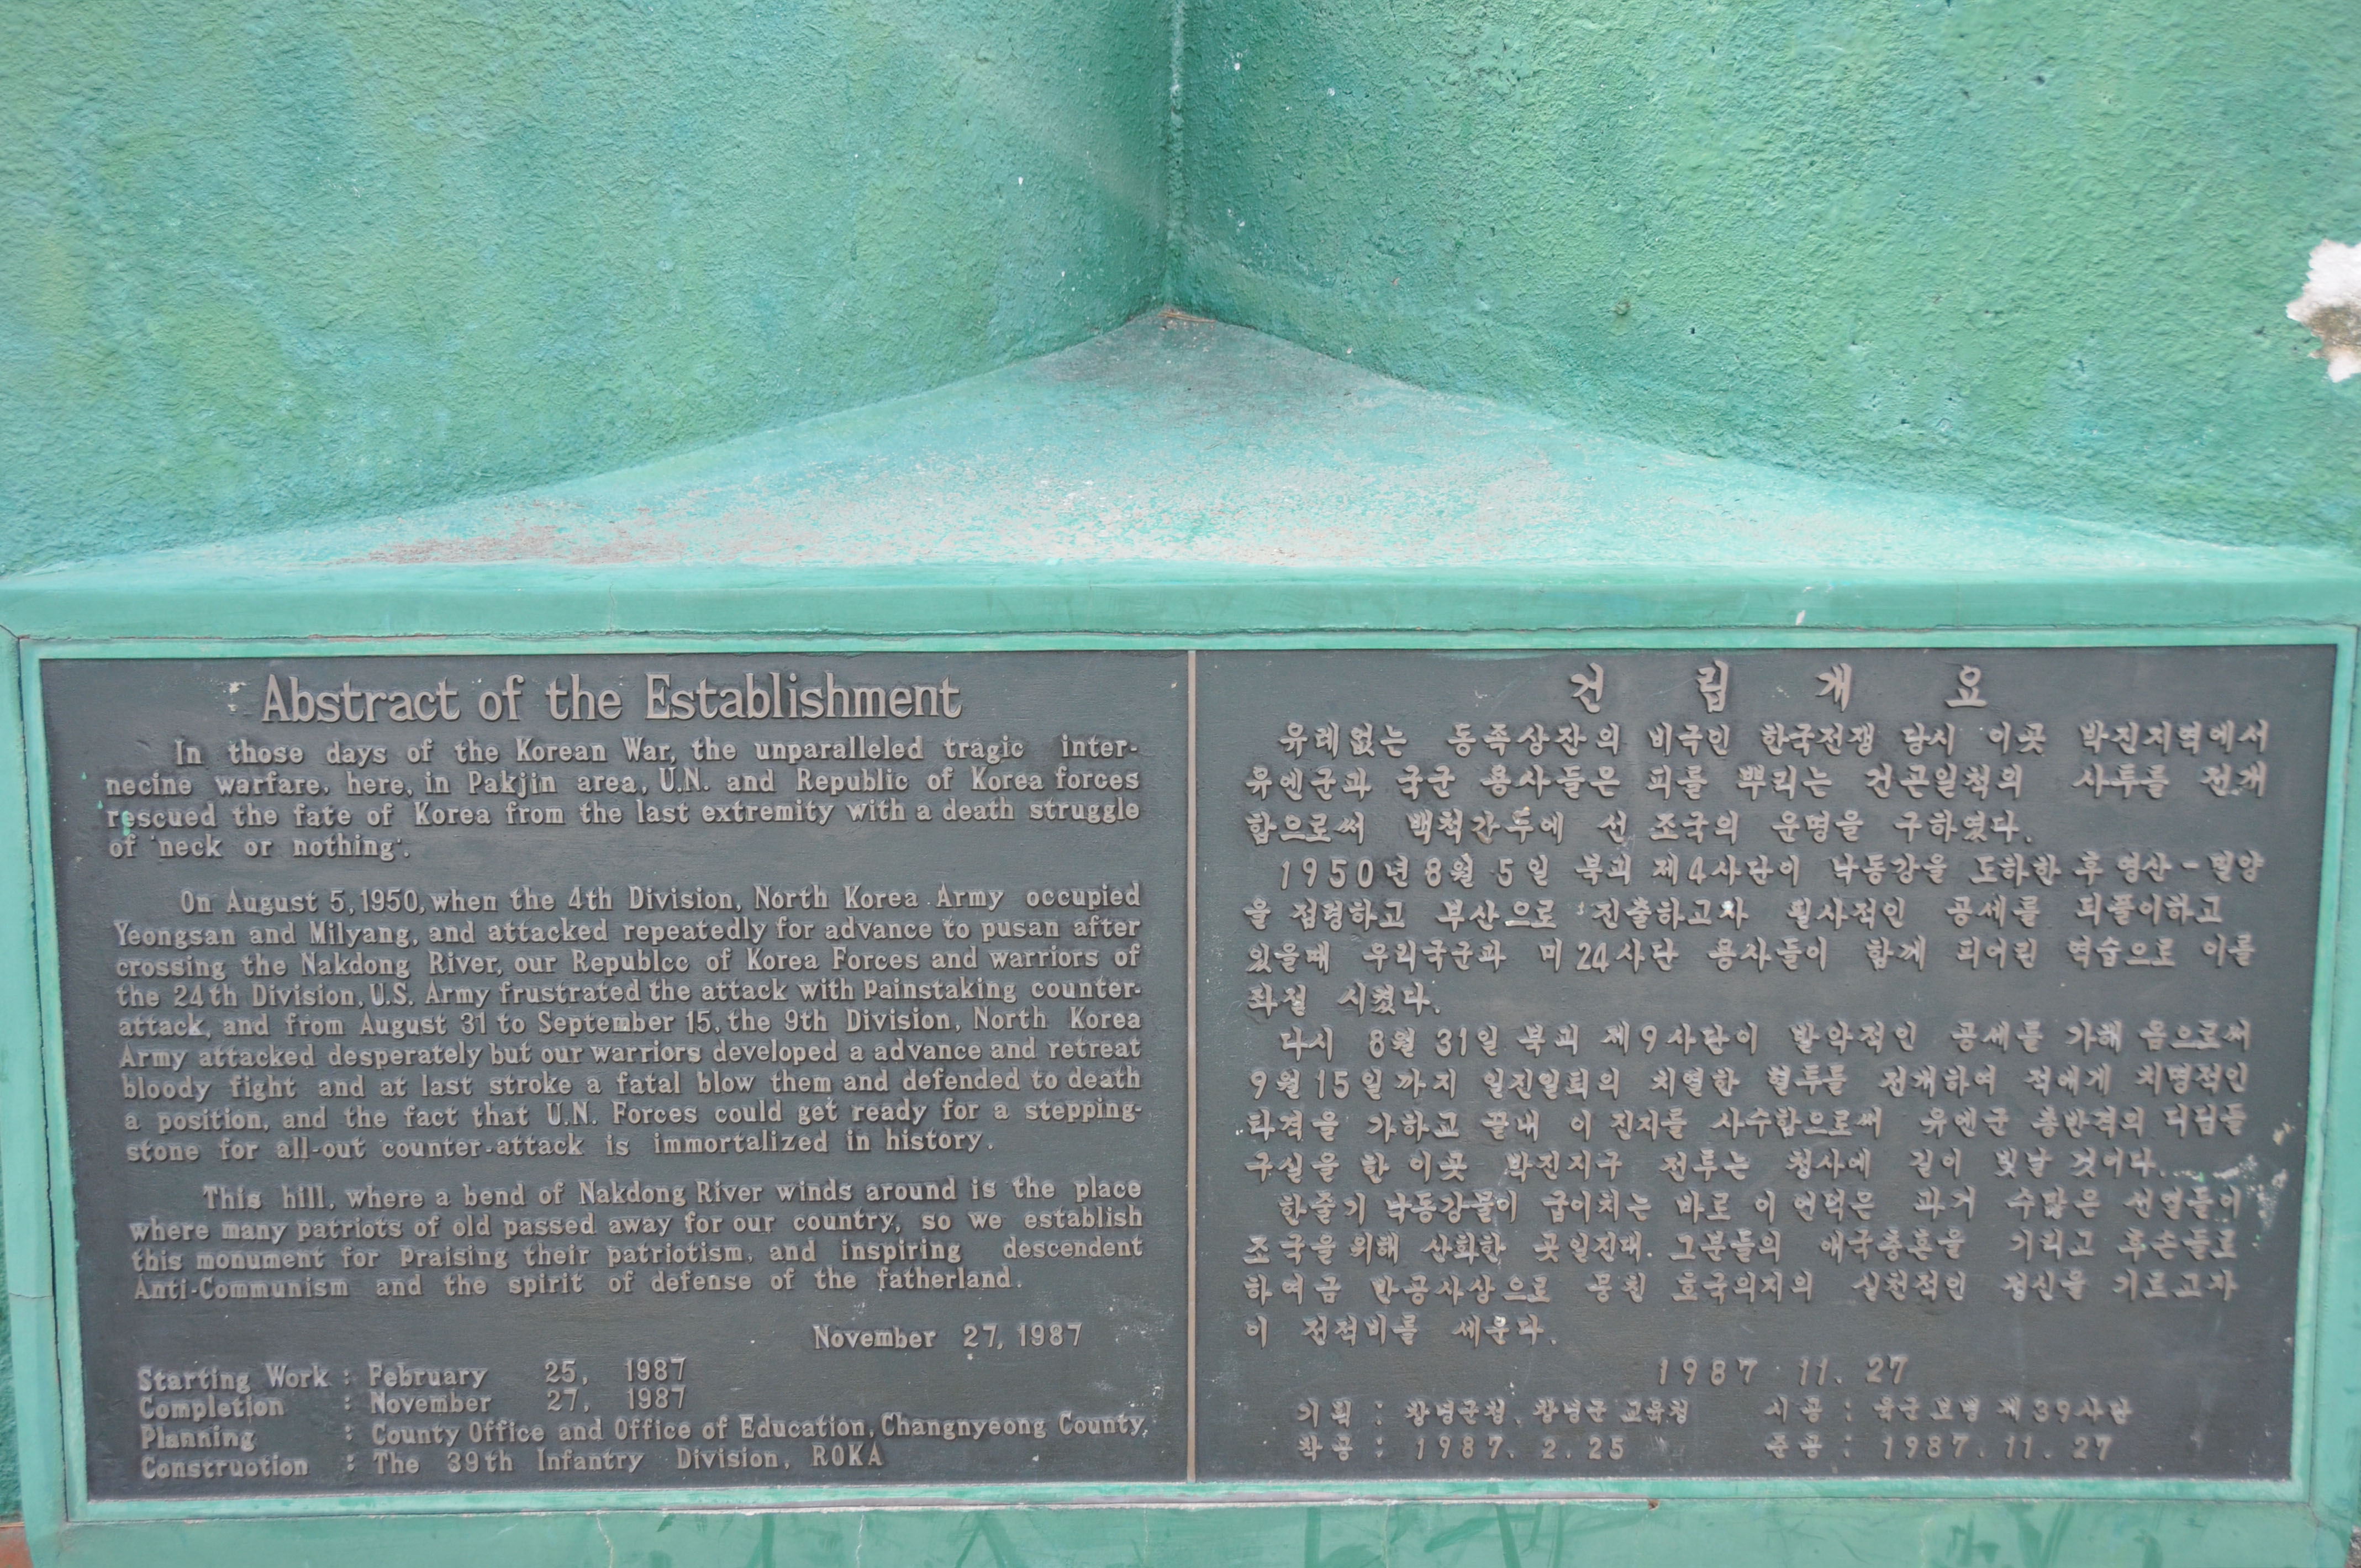 Abstract of the Establishment
In those days of the Korean War, the unparalleled tragic inter-
necine warfare, here, in Pakjin area, U.N. and Republic of Korea forces
rescued the fate of Korea from the last extremity with a death struggle
of 'neck or nothing'.
On August 5, 1950, when the 4th Division, North Korea Army occupied
Yeongsan and Milyang, and attacked repeatedly for advance to pusan after
crossing the Nakdong River, our Republcc of Korea Forces and warriors of
the 24th Division, U.S. Army frustrated the attack with Painstaking counter-
attack, and from August 31 to September 15, the 9th Division, North Korea
Army attacked desperately but our warriors developed a advance and retreat
bloody fight and at last stroke a fatal blow them and defended to death
a position, and the fact that U.N. Forces could get ready for a stepping-
stone for all-out counter-attack is immortalized in history.
This hill, where a bend of Nakdong River winds around is the place
where many patriots of old passed away for our country, so we establish
this monument for Praising their patriotism, and inspiring descendent
Anti-Communism and the spirit of defense of the fatherland.
November 27, 1987
Starting Work : February 25, 1987
Completion : November 27, 1987
Planning : County Office and Office of Education, Changnyeong County,
Construction : The 39th Infantry Division, ROKA
건 립 개 요
유례없는 동족상잔의 비극인 한국전쟁 당시 이곳 박진지역에서
유엔군과 국군 용사들은 피를 뿌리는 건곤일척의 사투를 전개
함으로써 백척간두에 선 조국의 운명을 구하였다.
1950년 8월 5일 북괴 제4사단이 낙동강을 도하한 후 영산-밀양
을 점령하고 부산으로 진출하고자 필사적인 공세를 되풀이하고
있을때 우리국군과 미 24사단 용사들이 함께 피어린 역습으로 이를
좌절 시켰다.
다시 8월 31일 북괴 제9사단이 발악적인 공세를 가해 옴으로써
9월 15일까지 일진일퇴의 치열한 혈투를 전개하여 적에게 치명적인
타격을 가하고 끝내 이 진지를 사수함으로써 유엔군 총반격의 디딤돌
구실을 한 이곳 박진지구 전투는 청사에 길이 빛날 것이다.
한줄기 낙동강물이 굽이치는 바로 이 언덕은 과거 수많은 선열들이
조국을 위해 산화한 곳일진대. 그분들의 애국충혼을 기리고 후손들로
하여금 반공사상으로 뭉친 호국의지의 실천적인 정신을 기르고자
이 전적비를 세운다.
1987. 11. 27
기획 : 창녕군청. 창녕군 교육청 시공 : 육군보병 제39사단
착공 : 1987. 2. 25 준공 : 1987. 11. 27